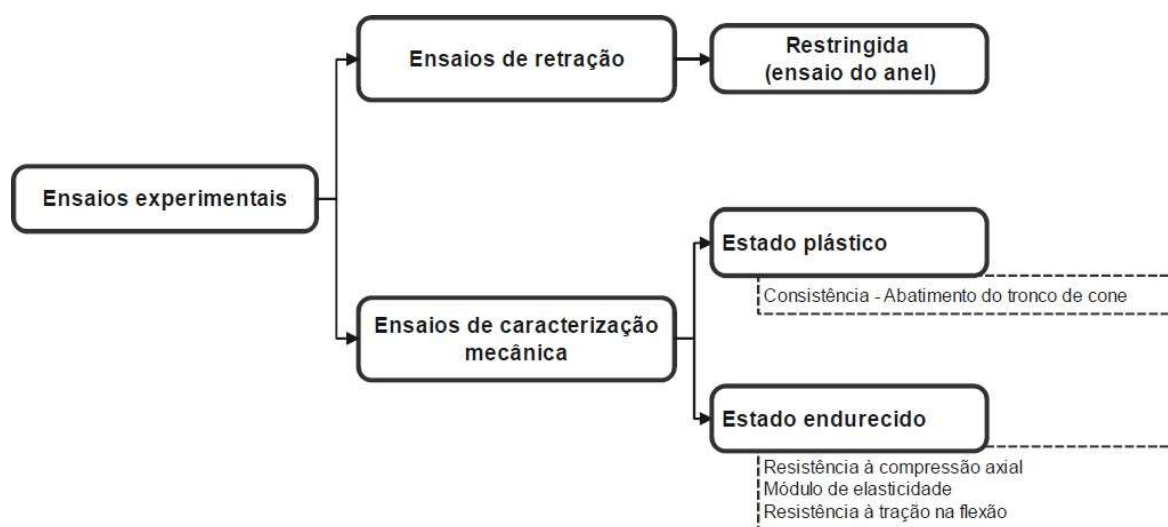 Ensaios de retração
Restringida
(ensaio do anel)
Ensaios experimentais
Estado plástico
Consistência - Abatimento do tronco de cone
Ensaios de caracterização
mecânica
Estado endurecido
Resistência à compressão axial
Módulo de elasticidade
Resistência à tração na flexão